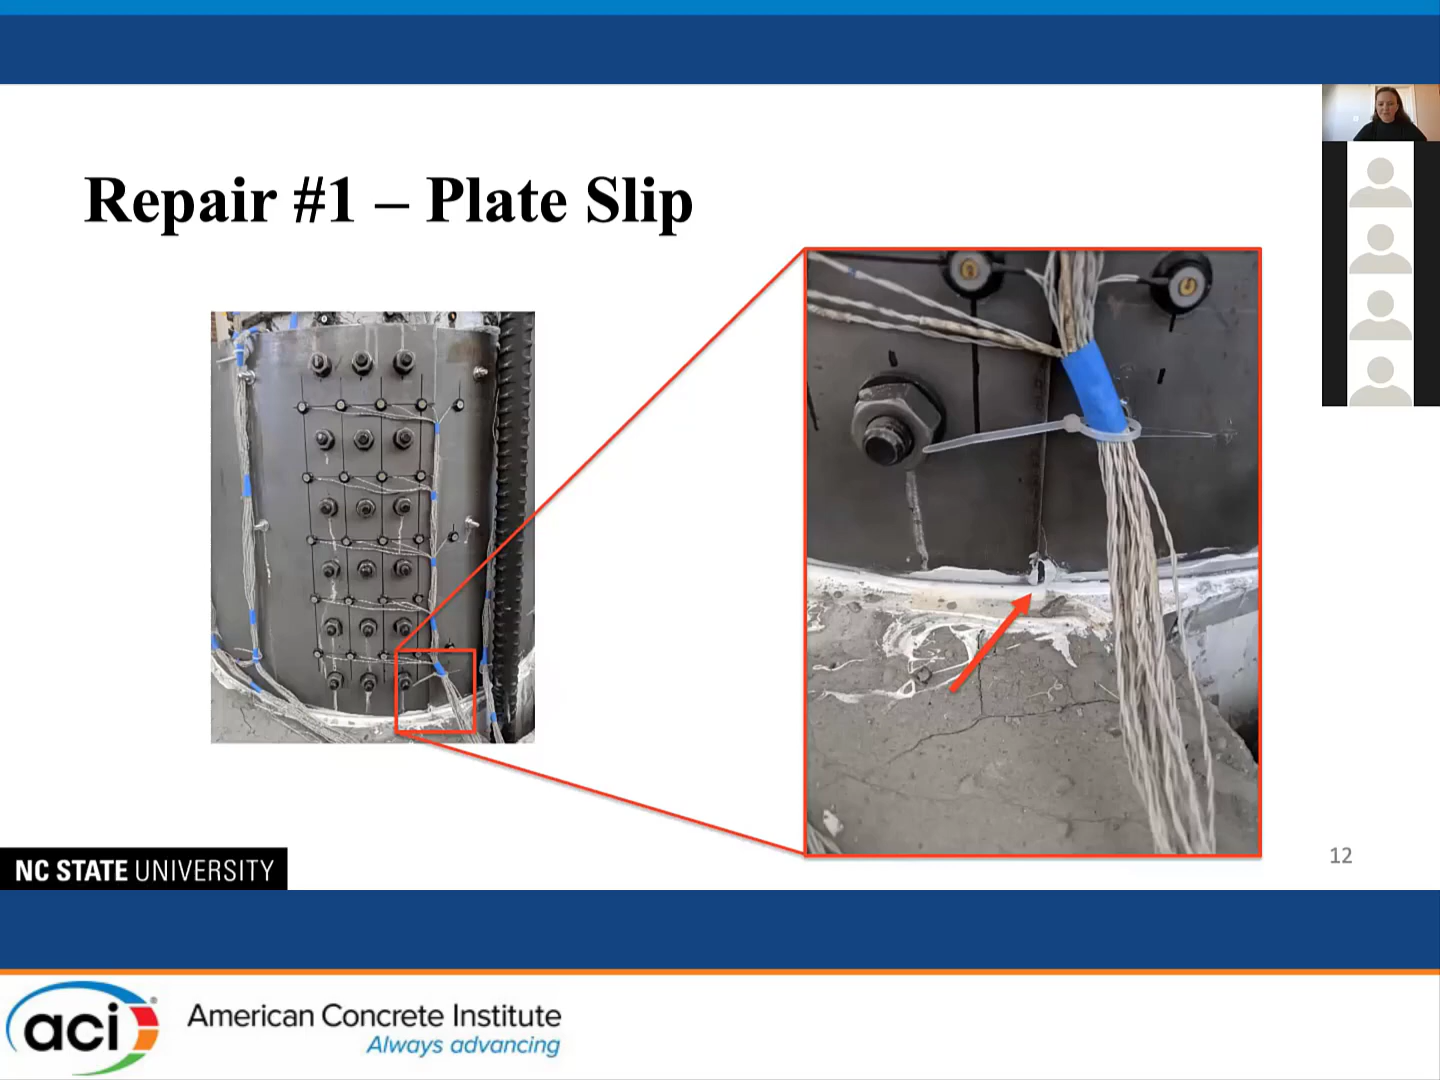 Repair #1 – Plate Slip
12
NC STATE UNIVERSITY
aci
American Concrete Institute
Always advancing